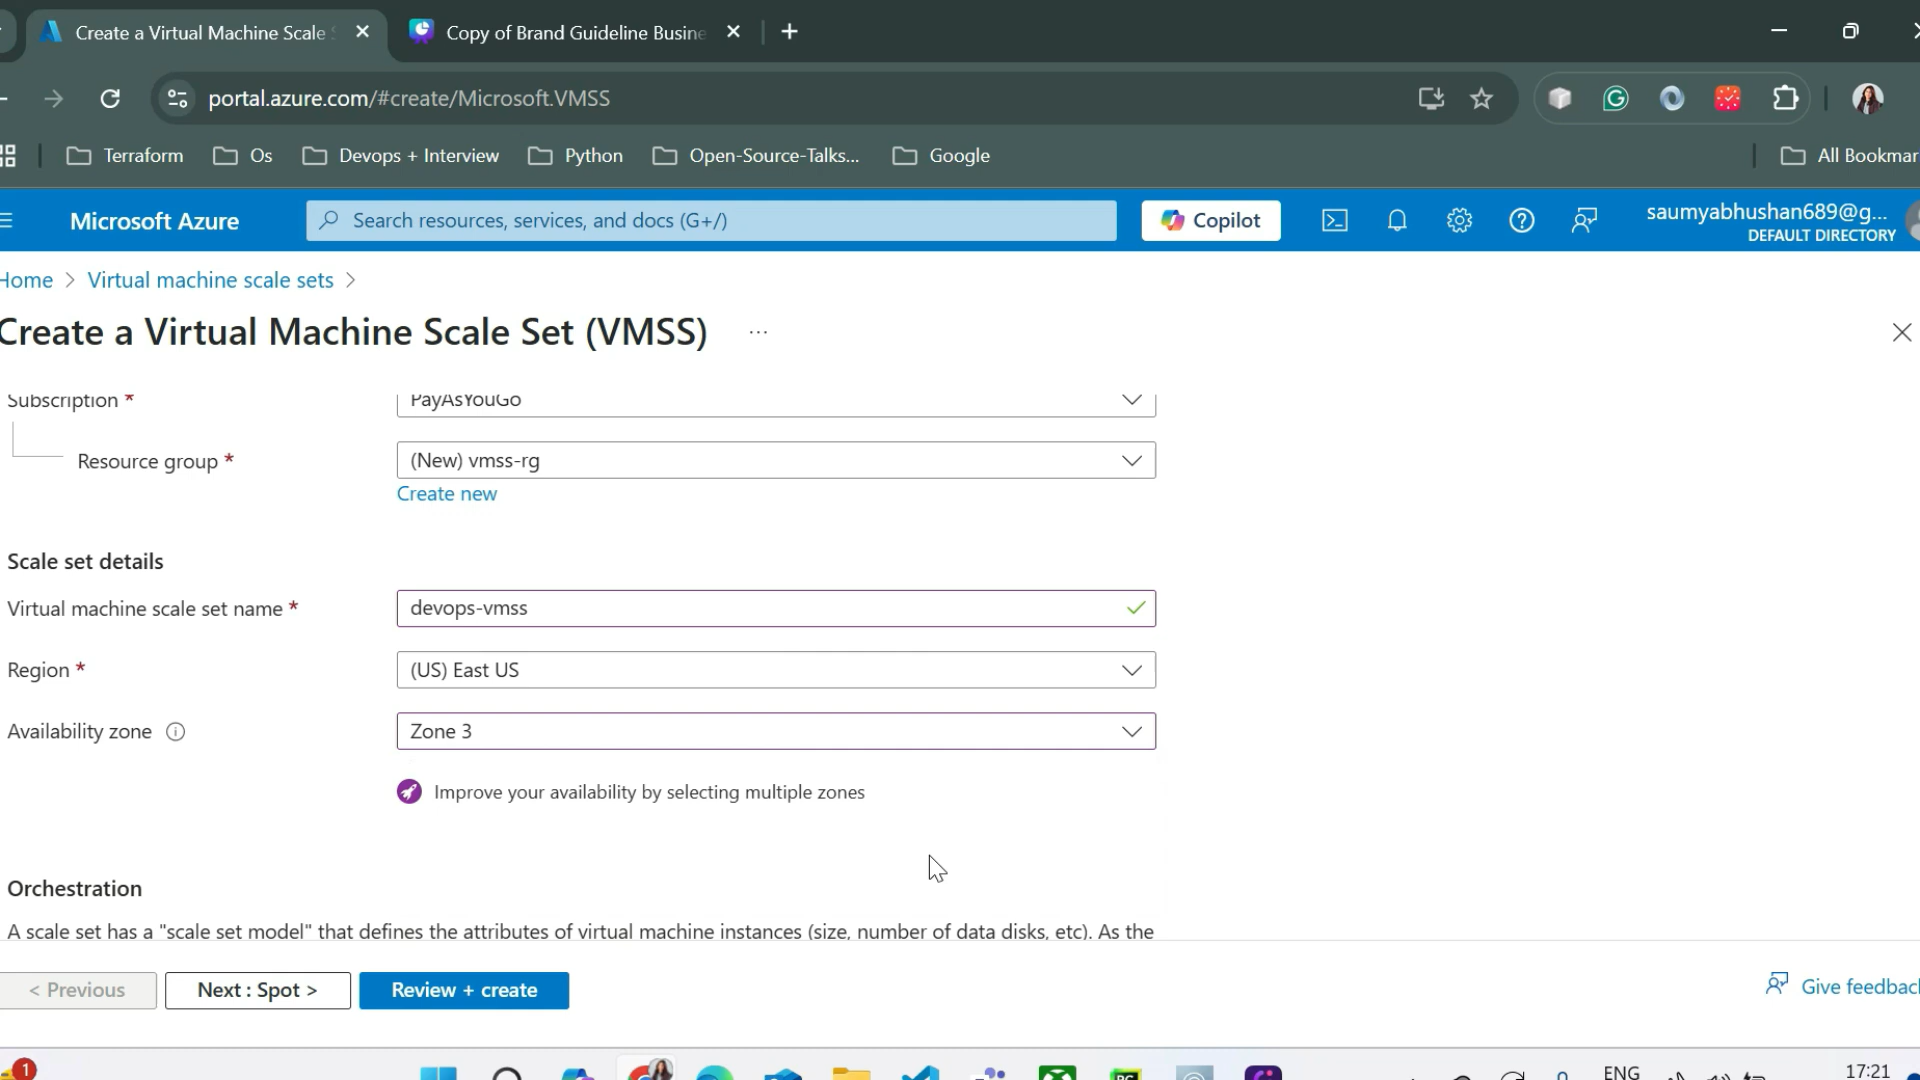 Create a Virtual Machine Scale
Copy of Brand Guideline Busine
portal.azure.com/#create/Microsoft.VMSS
Terraform
Os
Devops + Interview
Python
Open-Source-Talks...
Google
All Bookmar
Microsoft Azure
Search resources, services, and docs (G+/)
Copilot
saumyabhushan689@g...
DEFAULT DIRECTORY
Home > Virtual machine scale sets >
Create a Virtual Machine Scale Set (VMSS) ...
Subscription *
PayAsYouGo
Resource group *
(New) vmss-rg
Create new
Scale set details
Virtual machine scale set name *
devops-vmss
Region *
(US) East US
Availability zone
Zone 3
Improve your availability by selecting multiple zones
Orchestration
A scale set has a "scale set model" that defines the attributes of virtual machine instances (size, number of data disks, etc). As the
< Previous
Next : Spot >
Review + create
Give feedback
1
ENG
17:21